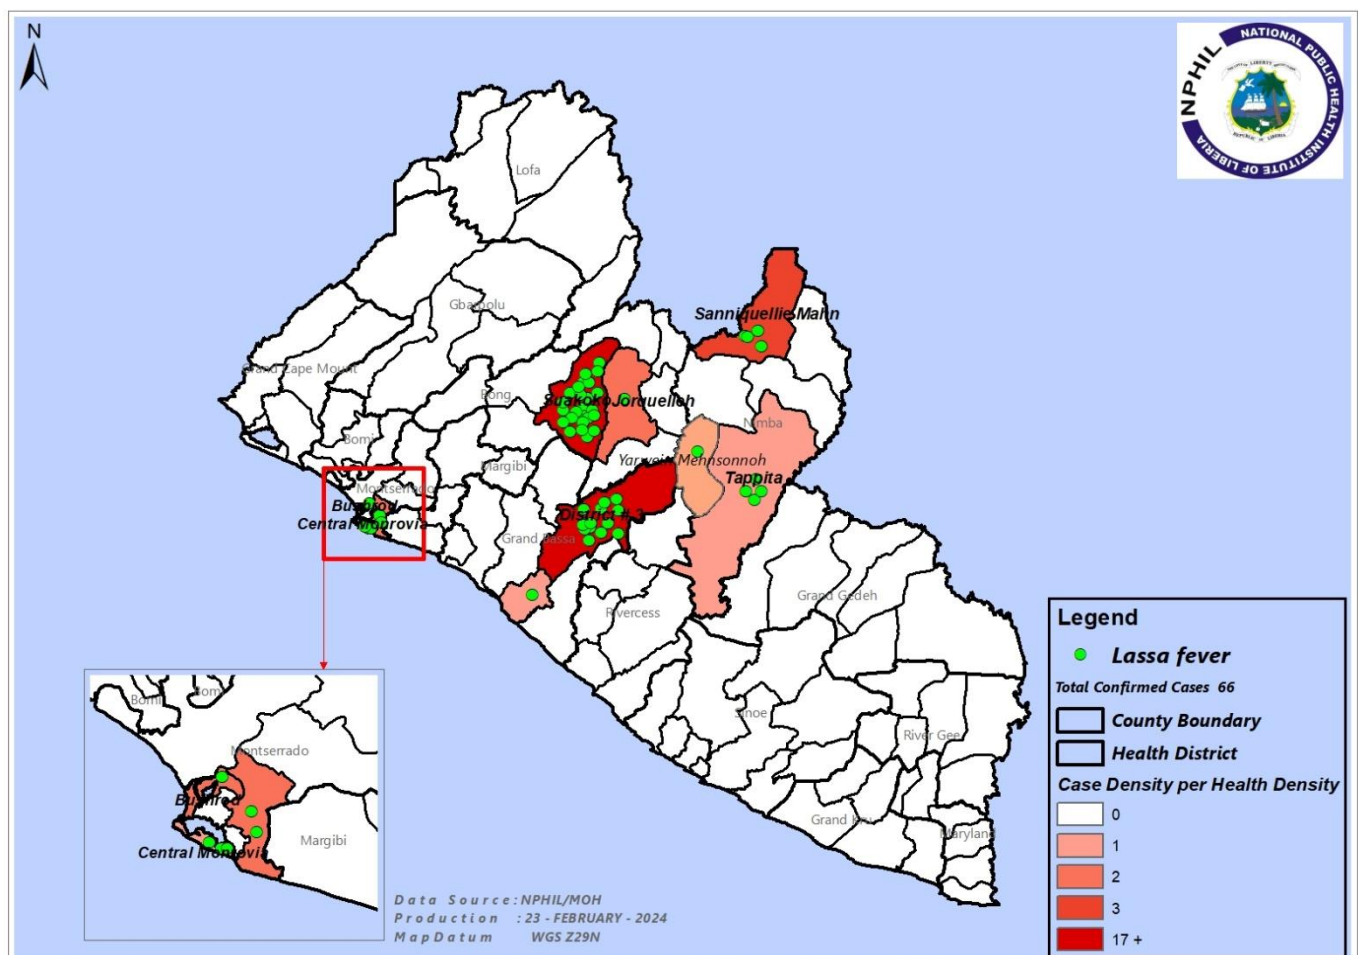 N
NPHIL
NATIONAL PUBLIC HEALTH INSTITUTE OF LIBERIA
Lofa
Gbarpolu
Sanniquellie Mahn
Grand Cape Mount
Bong
Suakoko
Jorquelleh
Nimba
Bomi
Margibi
Yarwein Mehnsonnoh
Tappita
Montserrado
Bushrod
Central Monrovia
District # 3
Grand Bassa
Rivercess
Grand Gedeh
Sinoe
River Gee
Grand Kru
Maryland
Bomi
Bomi
Montserrado
Bushrod
Central Monrovia
Margibi
Data Source: NPHIL/MOH
Production : 23 - FEBRUARY - 2024
MapDatum WGS Z29N
Legend
Lassa fever
Total Confirmed Cases 66
County Boundary
Health District
Case Density per Health Density
0
1
2
3
17 +